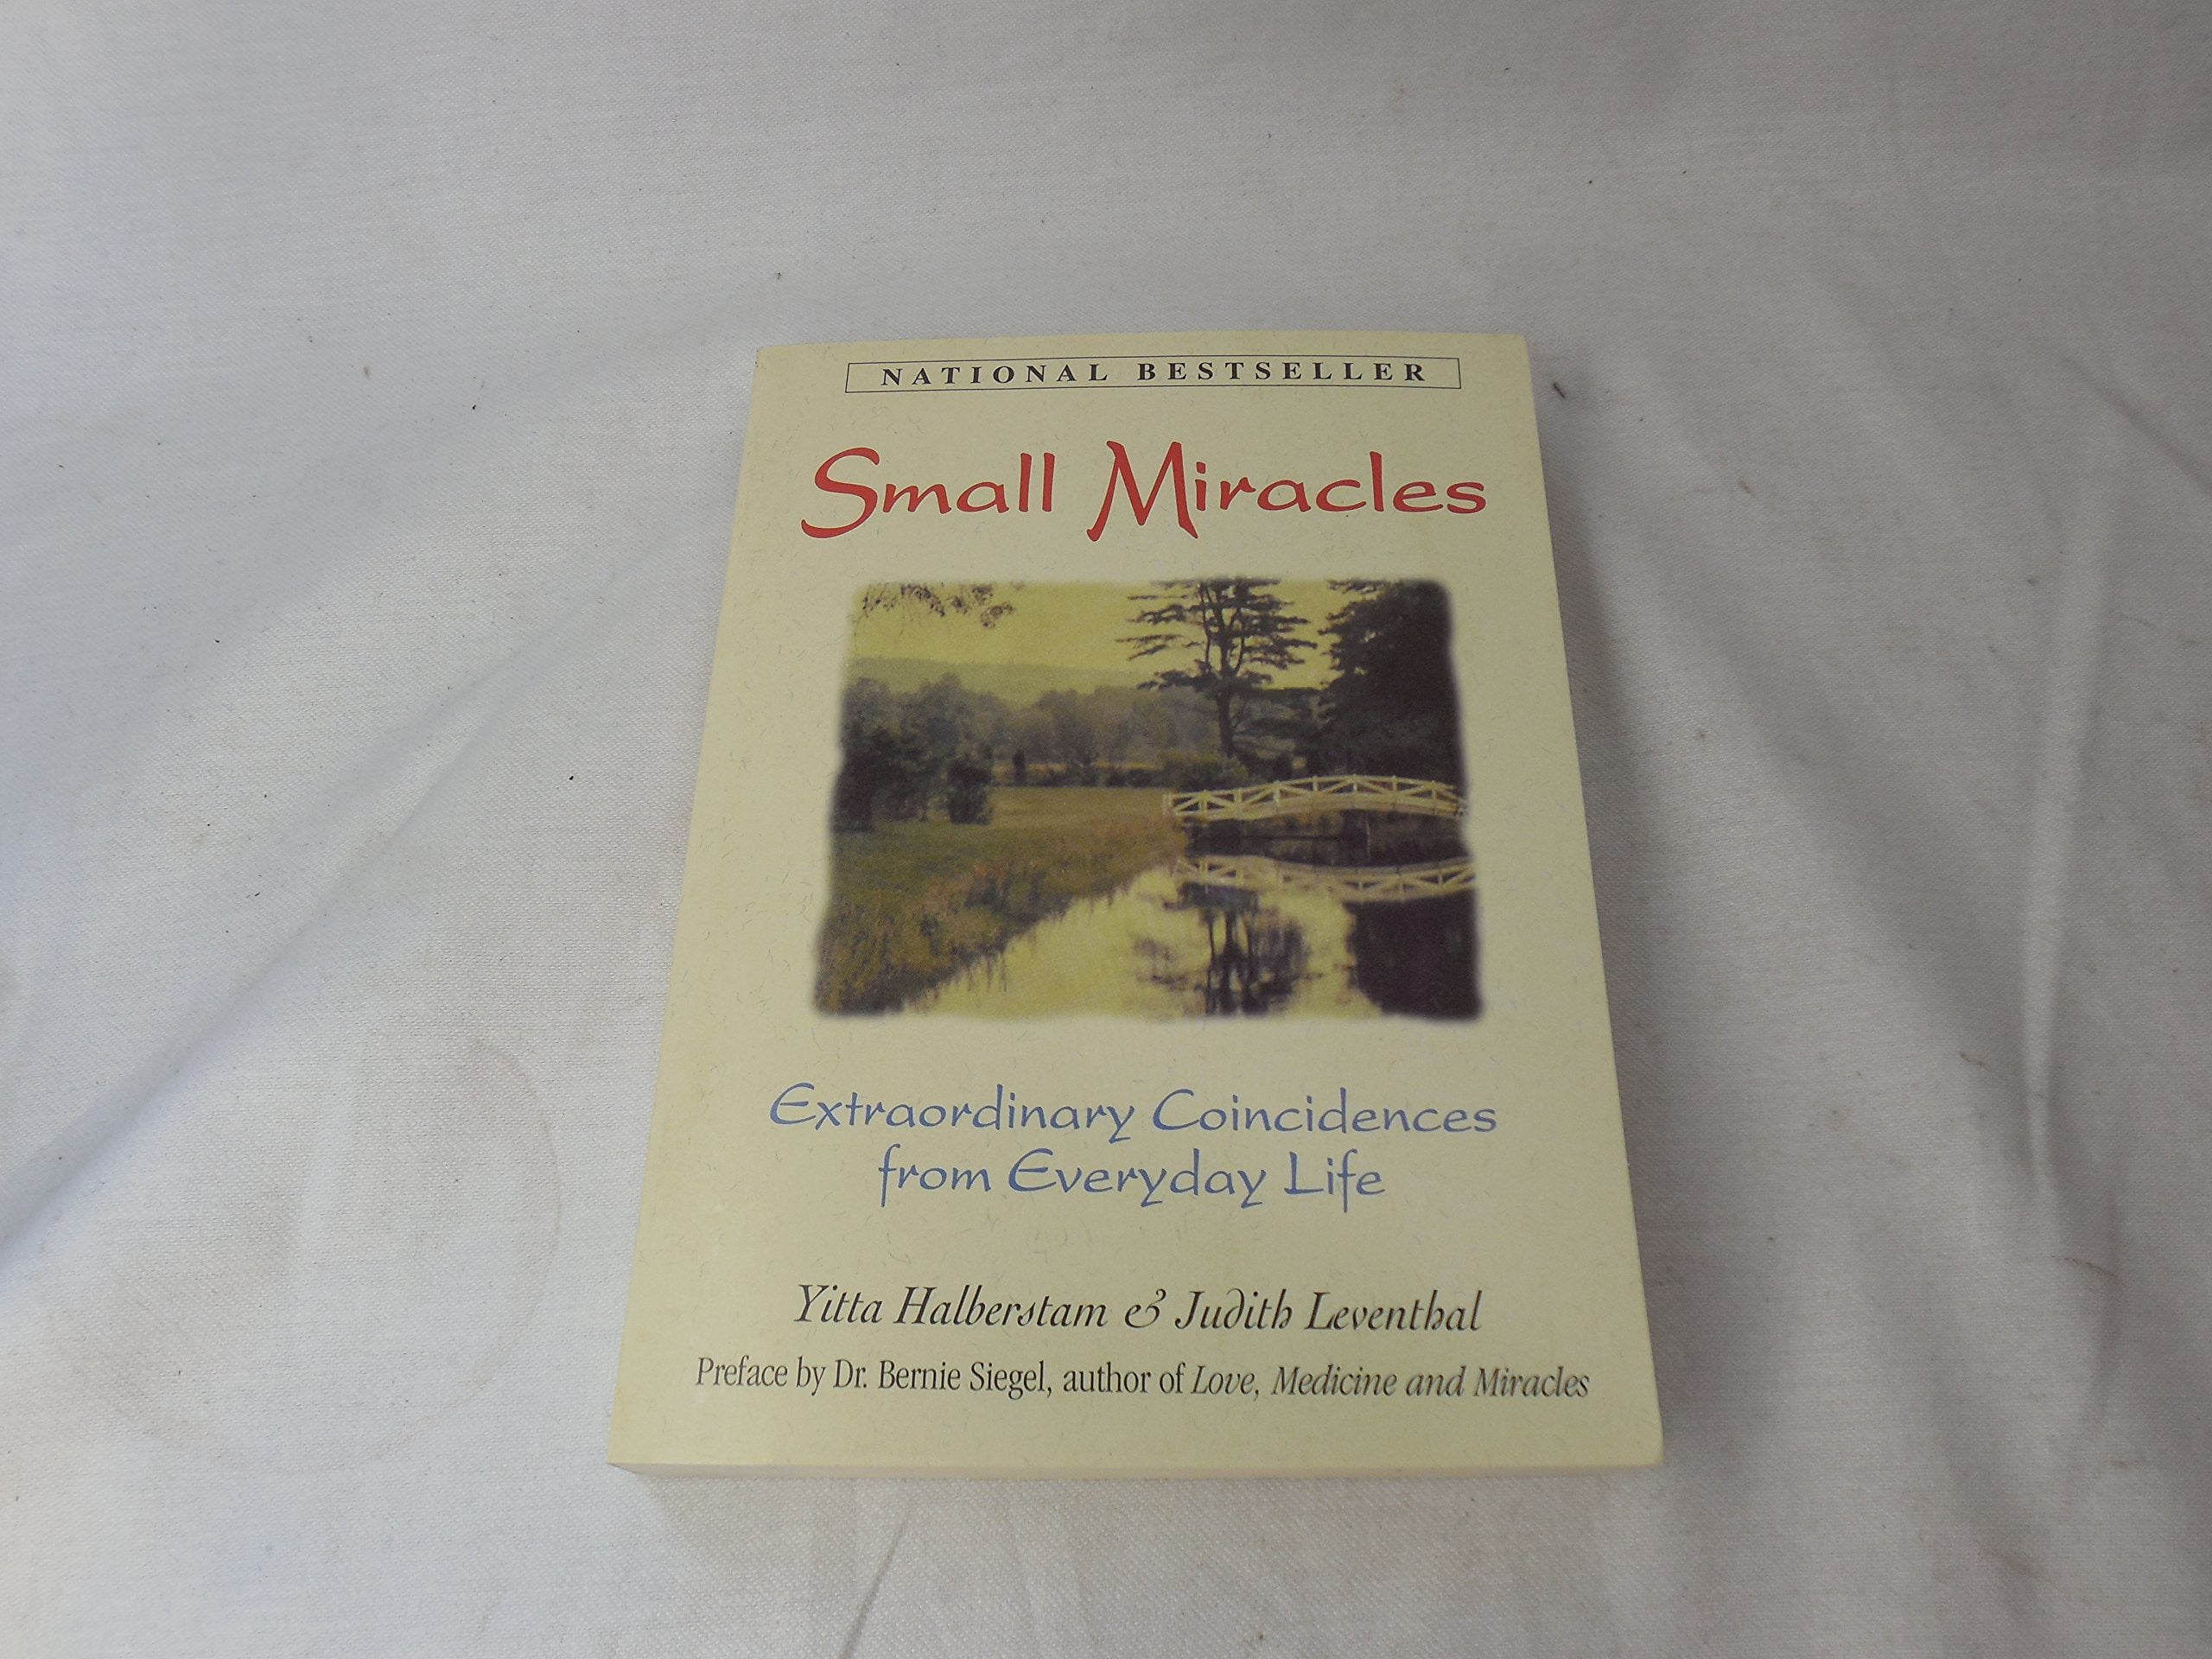 NATIONAL BESTSELLER
Small Miracles
Extraordinary Coincidences
from Everyday Life
Yitta Halberstam & Judith Leventhal
Preface by Dr. Bernie Siegel, author of Love, Medicine and Miracles